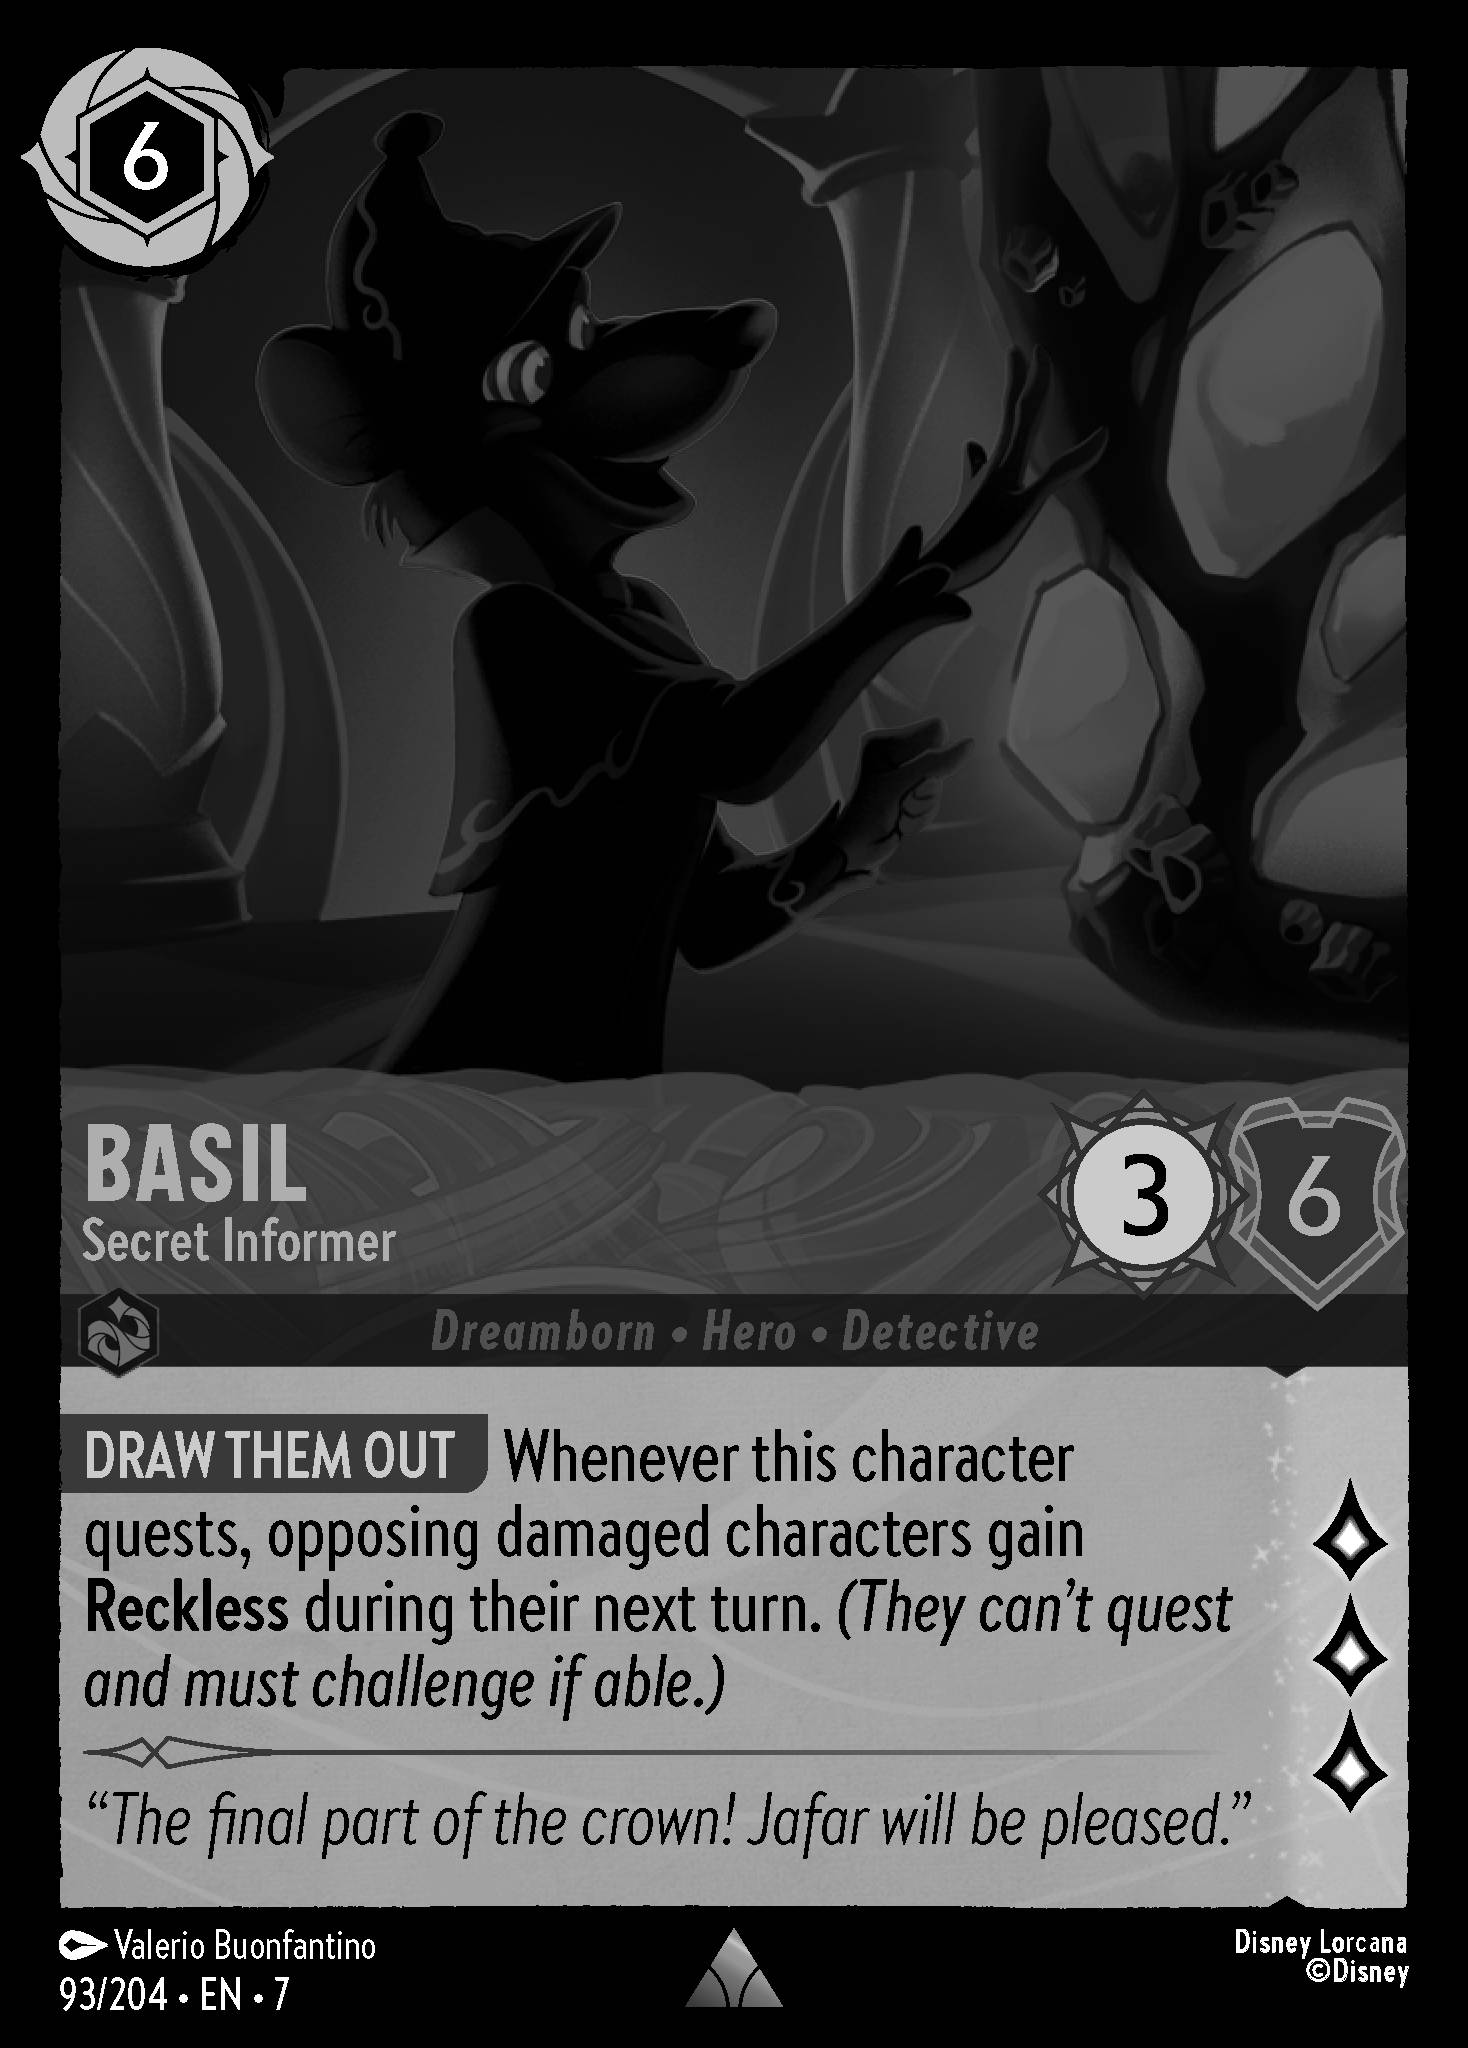 6
BASIL
Secret Informer
3
6
Dreamborn • Hero • Detective
DRAW THEM OUT Whenever this character
quests, opposing damaged characters gain
Reckless during their next turn. (They can't quest
and must challenge if able.)
“The final part of the crown! Jafar will be pleased.”
Valerio Buonfantino
93/204 • EN • 7
Disney Lorcana
©Disney